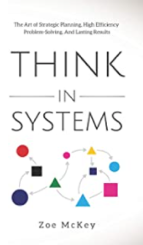 The Art of Strategic Planning, High Efficiency
Problem-Solving, And Lasting Results
THINK
IN
SYSTEMS
Zoe McKey